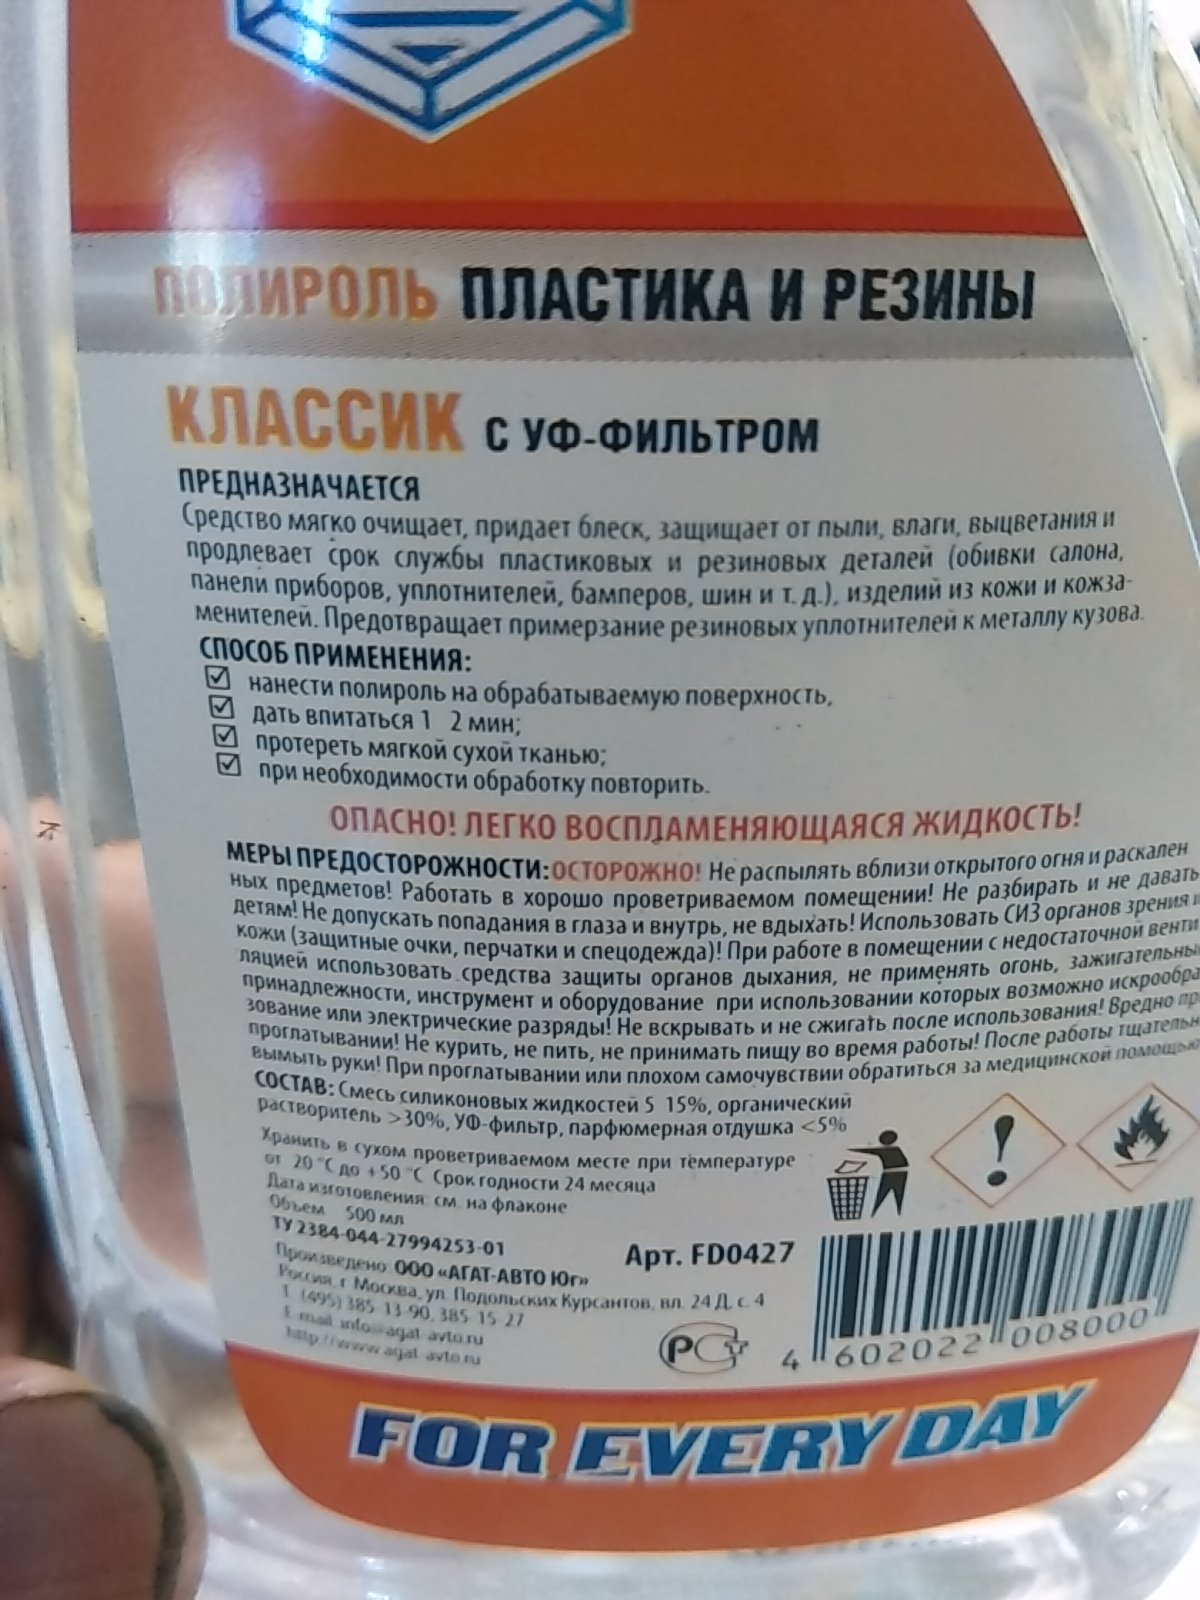 ПОЛИРОЛЬ ПЛАСТИКА И РЕЗИНЫ
КЛАССИК С УФ-ФИЛЬТРОМ
ПРЕДНАЗНАЧАЕТСЯ
Средство мягко очищает, придает блеск, защищает от пыли, влаги, выцветания и
продлевает срок службы пластиковых и резиновых деталей (обивки салона,
панели приборов, уплотнителей, бамперов, шин и т. д.), изделий из кожи и кожза-
менителей. Предотвращает примерзание резиновых уплотнителей к металлу кузова.
СПОСОБ ПРИМЕНЕНИЯ:
нанести полироль на обрабатываемую поверхность,
дать впитаться 1 2 мин;
протереть мягкой сухой тканью;
при необходимости обработку повторить.
ОПАСНО! ЛЕГКО ВОСПЛАМЕНЯЮЩАЯСЯ ЖИДКОСТЬ!
МЕРЫ ПРЕДОСТОРОЖНОСТИ: ОСТОРОЖНО! Не распылять вблизи открытого огня и раскален
ных предметов! Работать в хорошо проветриваемом помещении! Не разбирать и не давать
детям! Не допускать попадания в глаза и внутрь, не вдыхать! Использовать СИЗ органов зрения и
кожи (защитные очки, перчатки и спецодежда)! При работе в помещении с недостаточной венти
ляцией использовать средства защиты органов дыхания, не применять огонь, зажигательны
принадлежности, инструмент и оборудование при использовании которых возможно искрообра
зование или электрические разряды! Не вскрывать и не сжигать после использования! Вредно пр
проглатывании! Не курить, не пить, не принимать пищу во время работы! После работы тщательн
вымыть руки! При проглатывании или плохом самочувствии обратиться за медицинской помощью
СОСТАВ: Смесь силиконовых жидкостей 5 15%, органический
растворитель >30%, УФ-фильтр, парфюмерная отдушка <5%
Хранить в сухом проветриваемом месте при температуре
от 20 °С до +50 °С Срок годности 24 месяца
Дата изготовления см. на флаконе
Объем 500 мл
ТУ 2384-044-27994253-01
Арт. FD0427
Произведено ООО «АГАТ-АВТО Юг»
Россия, г. Москва, ул. Подольских Курсантов, вл. 24 Д, с. 4
Т. (495) 385-13-90, 385-15-27
E-mail info@agat-avto.ru
http://www.agat-avto.ru
РСТ
4 602022 008000
FOR EVERY DAY